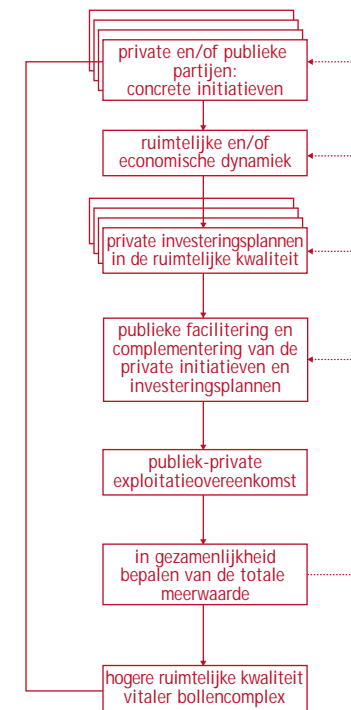 private en/of publieke
partijen:
concrete initiatieven
ruimtelijke en/of
economische dynamiek
private investeringsplannen
in de ruimtelijke kwaliteit
publieke facilitering en
complementering van de
private initiatieven en
investeringsplannen
publiek-private
exploitatieovereenkomst
in gezamenlijkheid
bepalen van de totale
meerwaarde
hogere ruimtelijke kwaliteit
vitaler bollencomplex